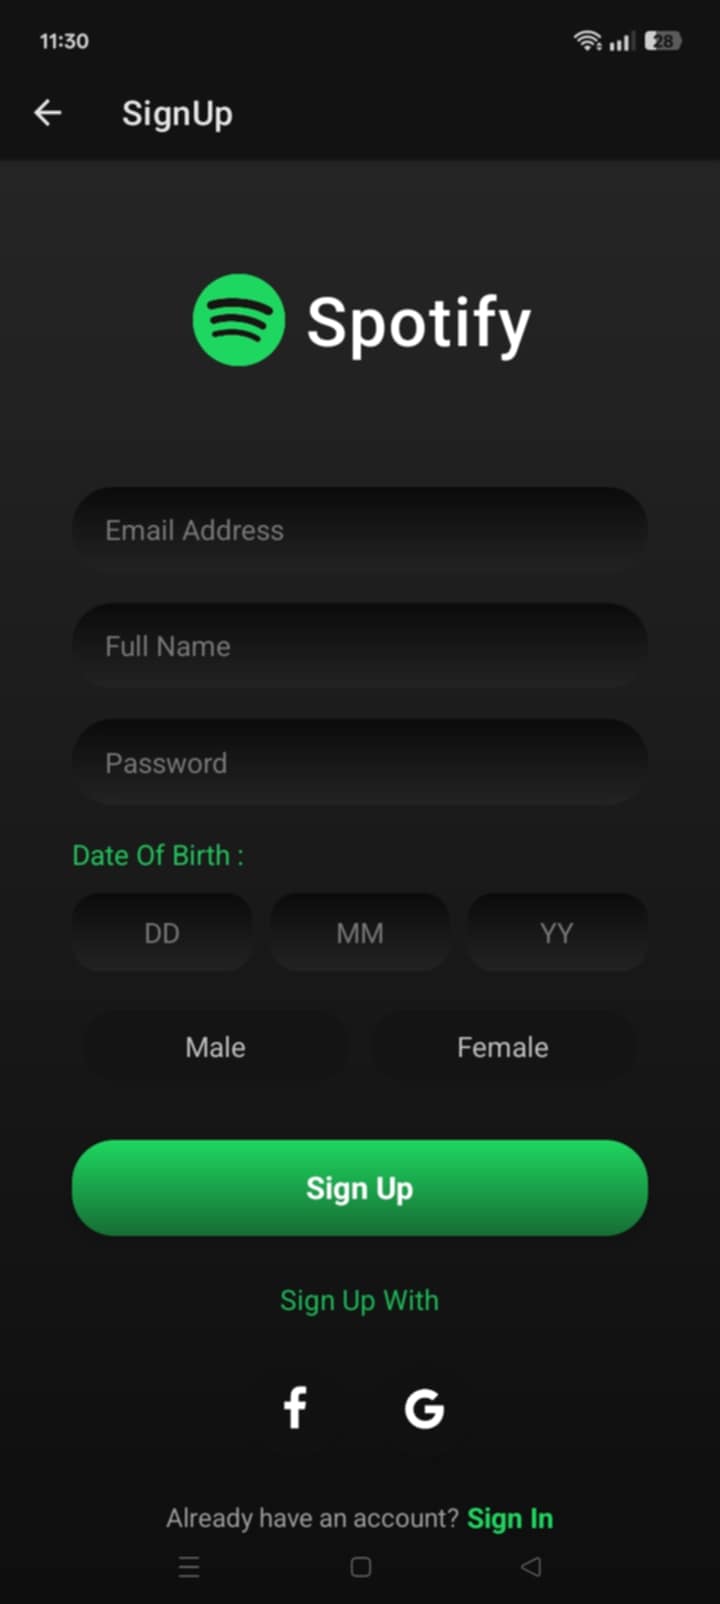 11:30
28
SignUp
Spotify
Email Address
Full Name
Password
Date Of Birth :
DD MM YY
Male Female
Sign Up
Sign Up With
f G
Already have an account? Sign In